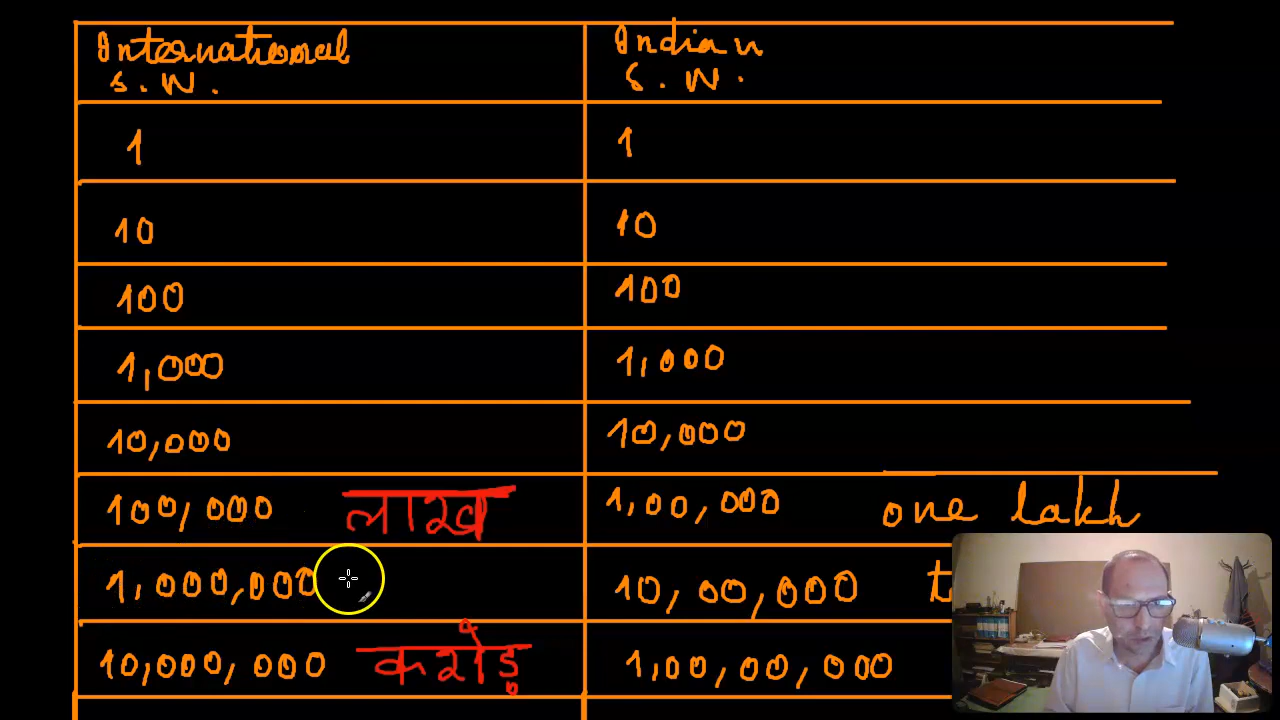 International Indian
S.N. S.N.
1 1
10 10
100 100
1,000 1,000
10,000 10,000
100,000 लाख 1,00,000 one lakh
1,000,000 10,00,000
10,000,000 करोड़ 1,00,00,000